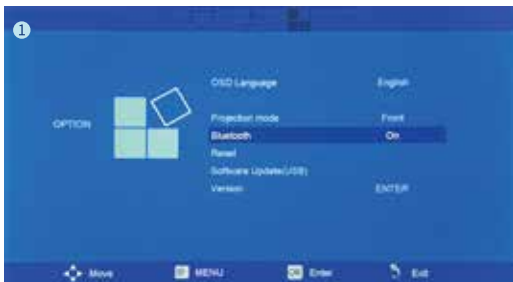 1
OSD Language English
Projection mode Front
OPTION
Bluetooth On
Reset
Software Update(USB)
Version ENTER
Move MENU OK Enter Exit